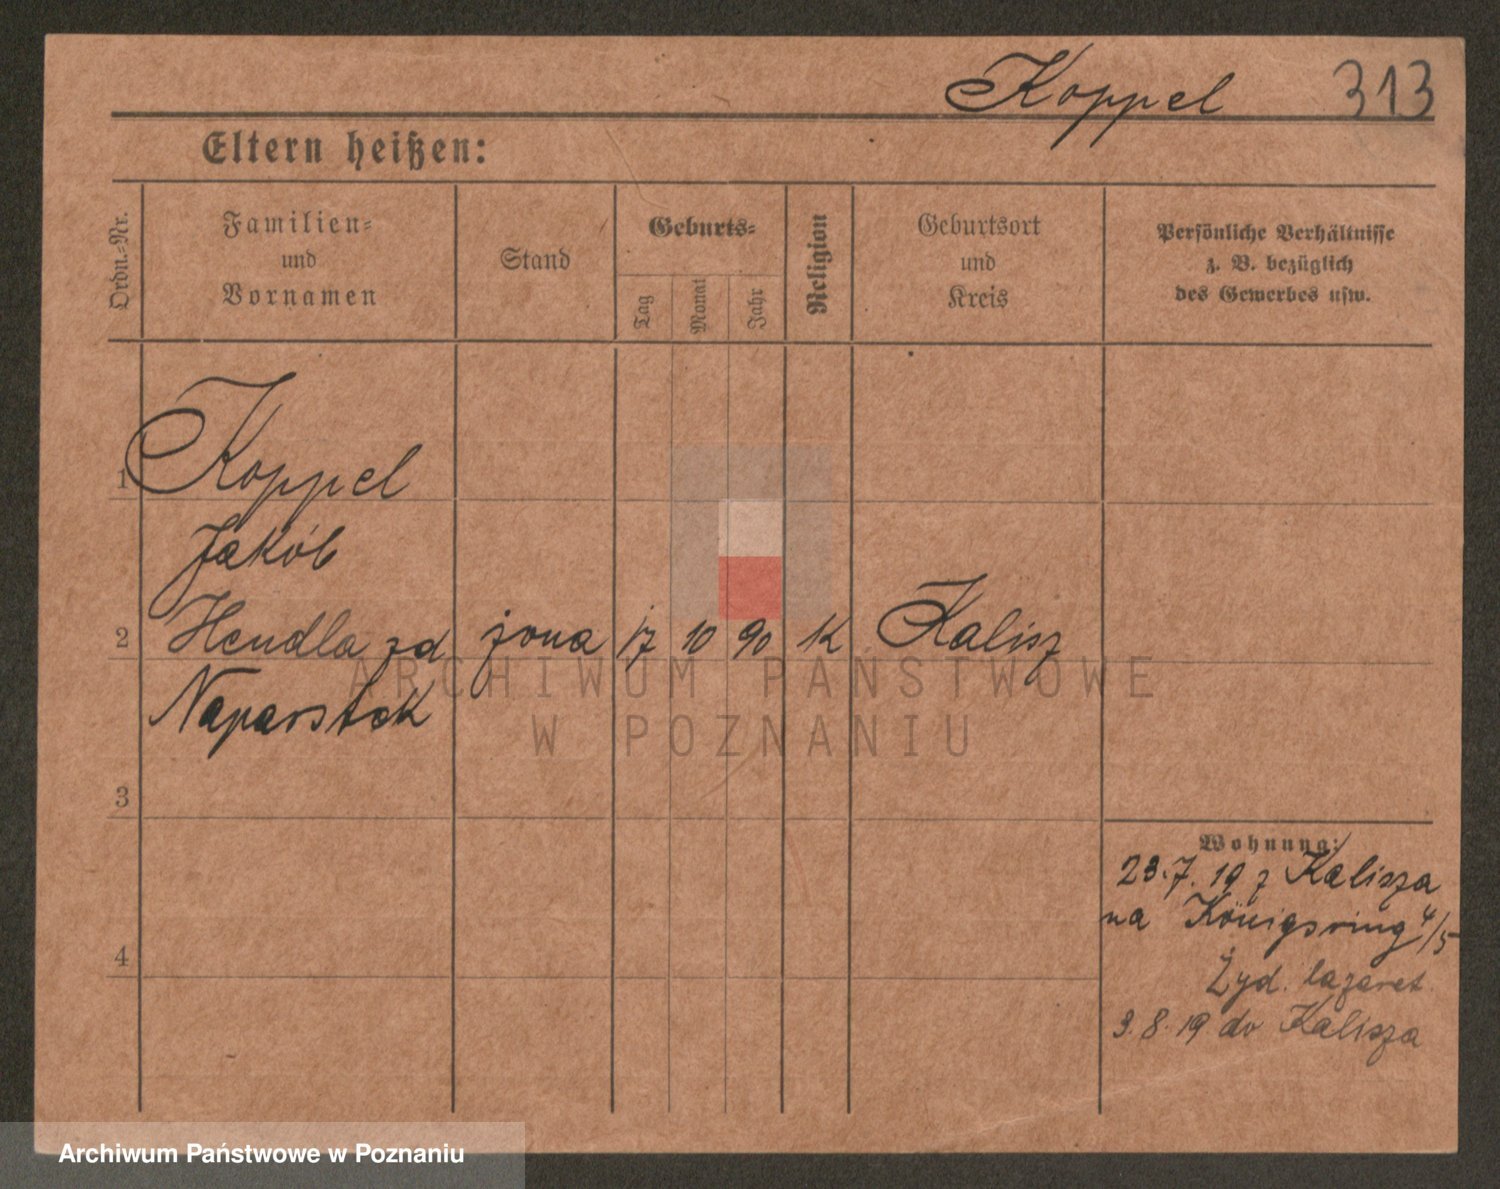 Koppel 313
Eltern heißen:
Ordn.-Nr.
Familien-
und
Vornamen
Stand
Geburts-
Tag
Monat
Jahr
Religion
Geburtsort
und
Kreis
Persönliche Verhältnisse
z. B. bezüglich
des Gewerbes usw.
1 Koppel
Jakób
2 Hendla zd żona 17 10 90 K Kalisz
Naparstek
ARCHIWUM PAŃSTWOWE
W POZNANIU
3
Wohnung:
23.7.19 z Kalisza
na Königsring 4/5
4
Żyd. lazaret.
3.8.19 do Kalisza
Archiwum Państwowe w Poznaniu